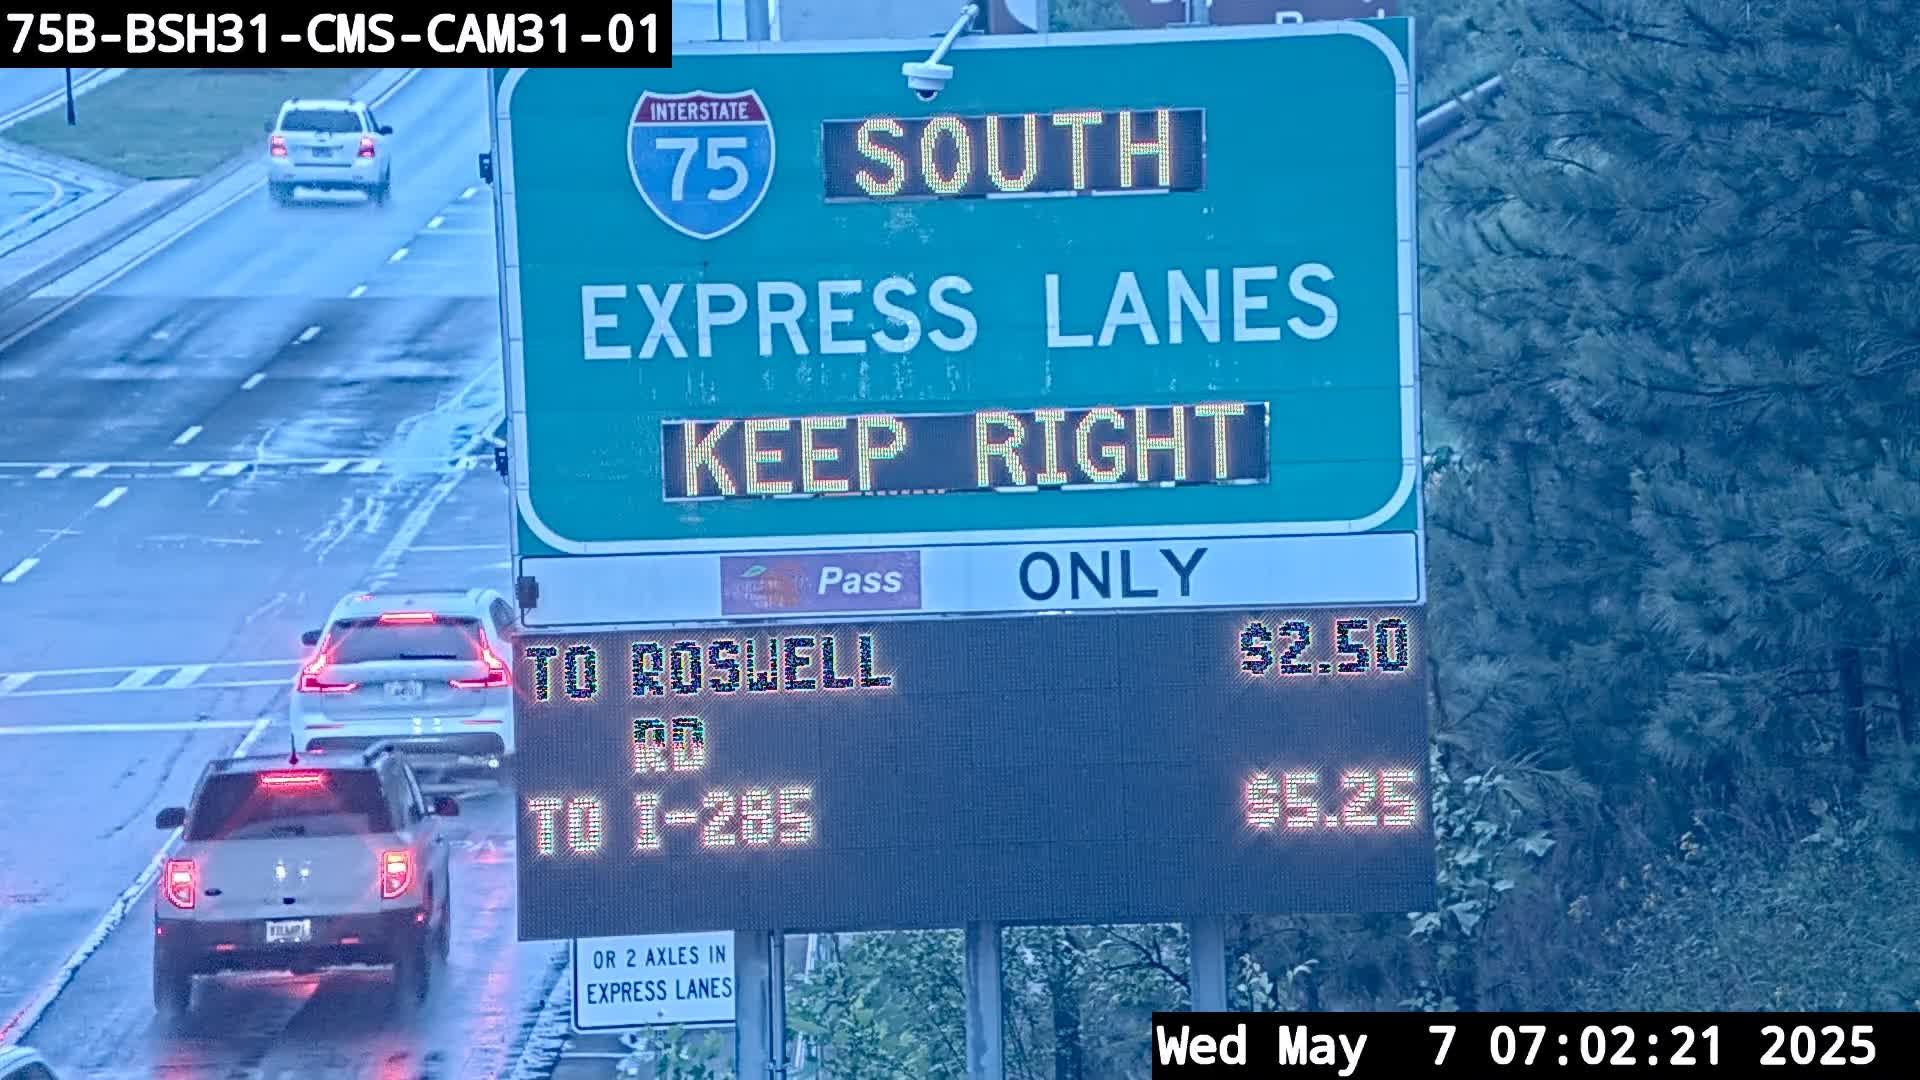 75B-BSH31-CMS-CAM31-01
INTERSTATE
75
SOUTH
EXPRESS LANES
KEEP RIGHT
Pass ONLY
TO ROSWELL $2.50
RD
TO I-285 $5.25
OR 2 AXLES IN
EXPRESS LANES
Wed May 7 07:02:21 2025